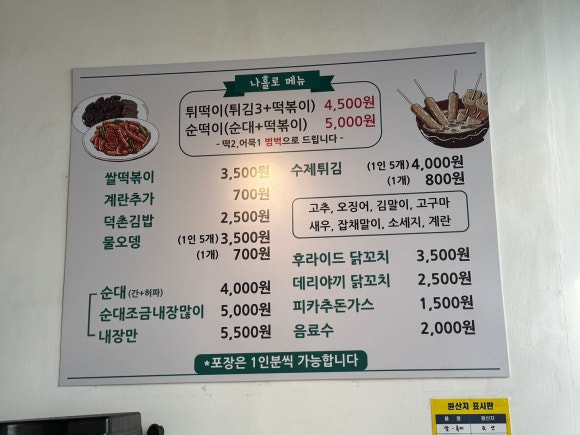 나홀로 메뉴
튀떡이(튀김3+떡볶이) 4,500원
순떡이(순대+떡볶이) 5,000원
- 떡2,어묵1 범벅으로 드립니다 -
쌀떡볶이 3,500원
계란추가 700원
덕촌김밥 2,500원
물오뎅 (1인 5개) 3,500원
(1개) 700원
순대 (간+허파) 4,000원
순대조금내장많이 5,000원
내장만 5,500원
수제튀김 (1인 5개) 4,000원
(1개) 800원
고추, 오징어, 김말이, 고구마
새우, 잡채말이, 소세지, 계란
후라이드 닭꼬치 3,500원
데리야끼 닭꼬치 2,500원
피카추돈가스 1,500원
음료수 2,000원
*포장은 1인분씩 가능합니다
원산지 표시판
품명 원산지